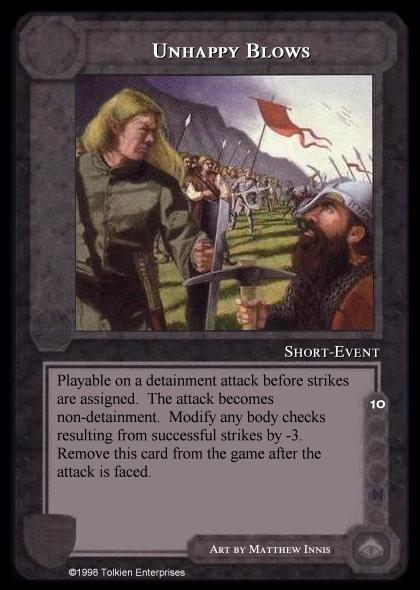 Unhappy Blows
Short-Event
Playable on a detainment attack before strikes
are assigned. The attack becomes
non-detainment. Modify any body checks
resulting from successful strikes by -3.
Remove this card from the game after the
attack is faced.
10
Art by Matthew Innis
©1998 Tolkien Enterprises